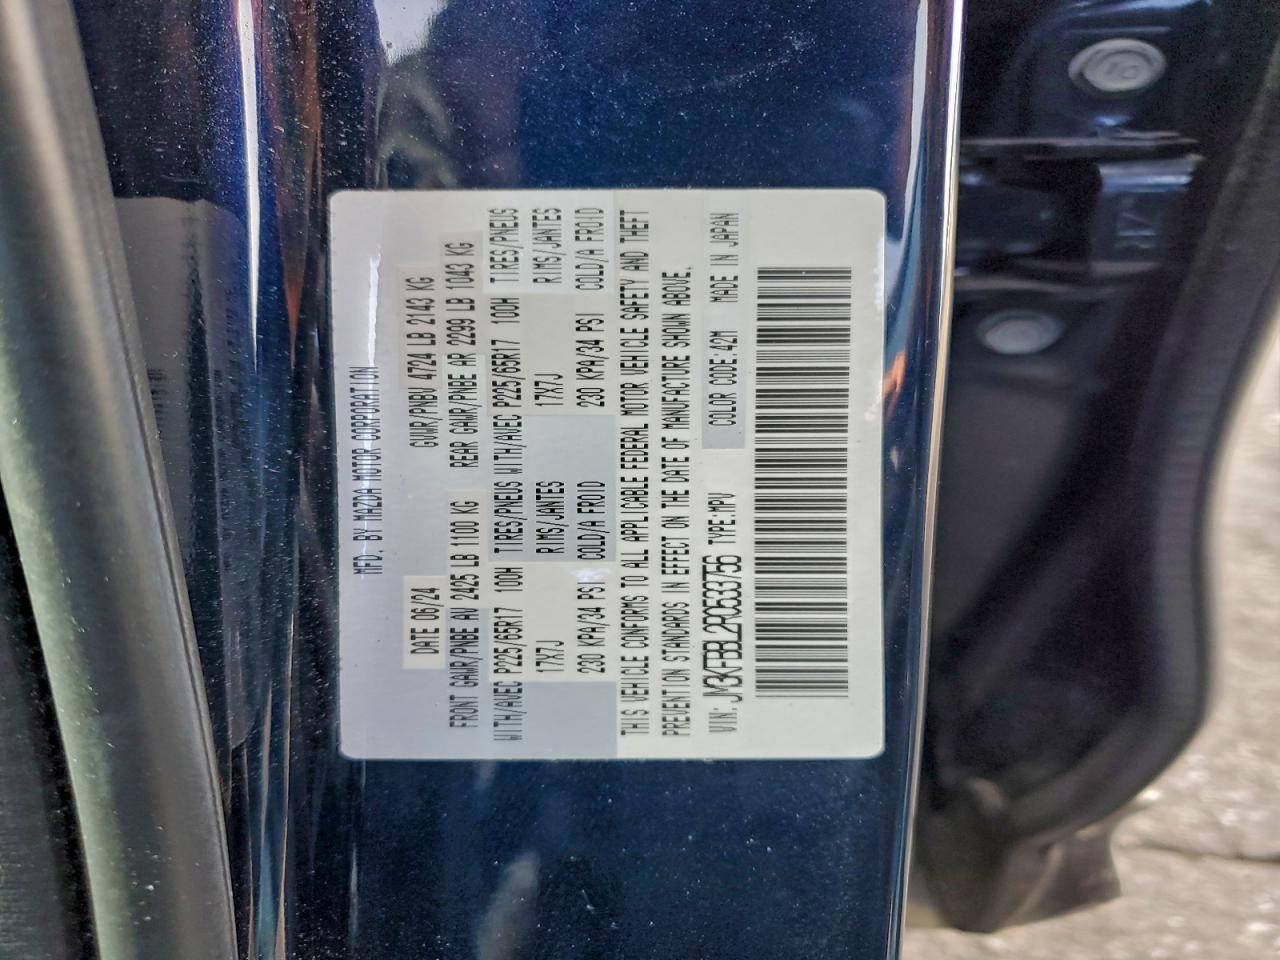 MFD. BY MAZDA MOTOR CORPORATION
DATE 06/24 GVWR/PNBV 4724 LB 2143 KG
FRONT GAWR/PNBE AV 2425 LB 1100 KG REAR GAWR/PNBE AR 2299 LB 1043 KG
WITH/AVEC P225/65R17 100H TIRES/PNEUS WITH/AVEC P225/65R17 100H TIRES/PNEUS
17X7J RIMS/JANTES 17X7J RIMS/JANTES
230 KPA/34 PSI COLD/A FROID 230 KPA/34 PSI COLD/A FROID
THIS VEHICLE CONFORMS TO ALL APPLICABLE FEDERAL MOTOR VEHICLE SAFETY AND THEFT
PREVENTION STANDARDS IN EFFECT ON THE DATE OF MANUFACTURE SHOWN ABOVE.
VIN: JM3KFBBL2R0533756 TYPE:MPV COLOR CODE:42M MADE IN JAPAN